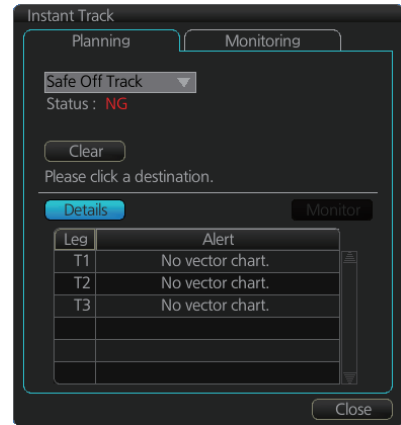 Instant Track
Planning Monitoring
Safe Off Track
Status : NG
Clear
Please click a destination.
Details Monitor
Leg Alert
T1 No vector chart.
T2 No vector chart.
T3 No vector chart.
Close